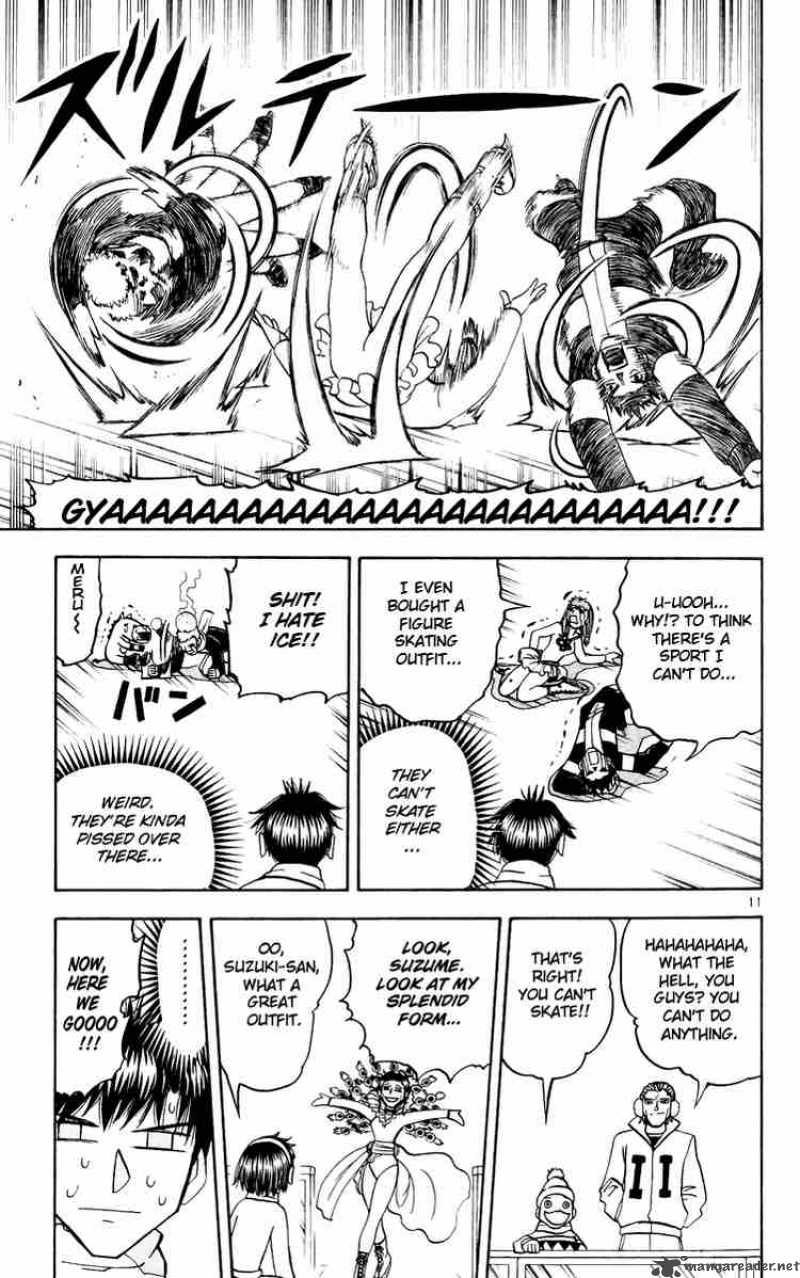 ズルテーン
GYAAAAAAAAAAAAAAAAAAAAAAAAAAAA!!!
U-UOOH...
WHY!? TO THINK
THERE'S A
SPORT I
CAN'T DO...
I EVEN
BOUGHT A
FIGURE
SKATING
OUTFIT...
THEY
CAN'T
SKATE
EITHER
...
SHIT!
I HATE
ICE!!
MERU~
バン
WEIRD.
THEY'RE KINDA
PISSED OVER
THERE...
11
HAHAHAHAHA,
WHAT THE
HELL, YOU
GUYS? YOU
CAN'T DO
ANYTHING.
THAT'S
RIGHT!
YOU CAN'T
SKATE!!
II
LOOK,
SUZUME.
LOOK AT MY
SPLENDID
FORM...
OO,
SUZUKI-SAN,
WHAT A
GREAT
OUTFIT.
.........
NOW,
HERE
WE
GOOOO
!!!
mangareader.net